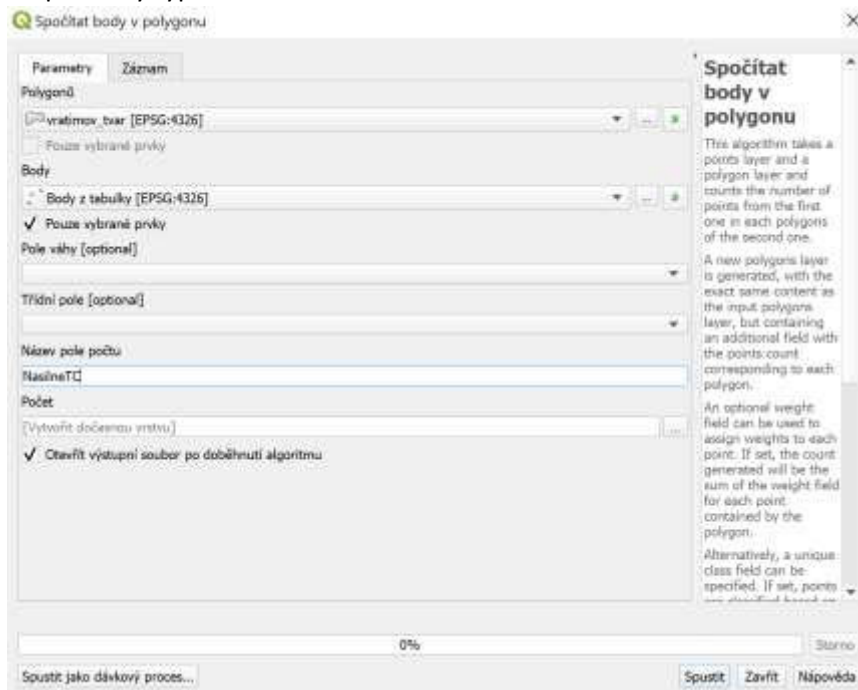 Spočítat body v polygonu
Parametry
Záznam
Polygonů
vratimov_tvar [EPSG:4326]
Pouze vybrané prvky
Body
Body z tabulky [EPSG:4326]
Pouze vybrané prvky
Pole váhy [optional]
Třídní pole [optional]
Název pole počtu
NasilneTC
Počet
[Vytvořit dočasnou vrstvu]
Otevřít výstupní soubor po doběhnutí algoritmu
Spočítat
body v
polygonu
This algorithm takes a
points layer and a
polygon layer and
counts the number of
points from the first
one in each polygons
of the second one.
A new polygons layer
is generated, with the
exact same content as
the input polygons
layer, but containing
an additional field with
the points count
corresponding to each
polygon.
An optional weight
field can be used to
assign weights to each
point. If set, the count
generated will be the
sum of the weight field
for each point
contained by the
polygon.
Alternatively, a unique
class field can be
specified. If set, points
0%
Storno
Spustit jako dávkový proces...
Spustit
Zavřít
Nápověda